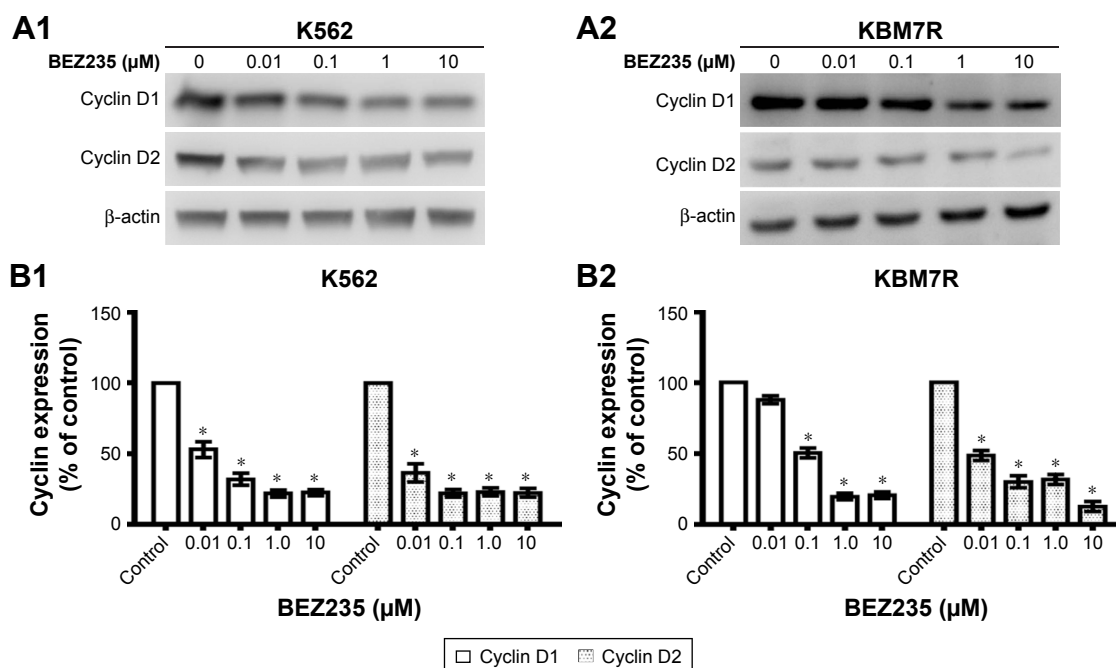 A1
K562
BEZ235 (µM) 0 0.01 0.1 1 10
Cyclin D1
Cyclin D2
β-actin
A2
KBM7R
BEZ235 (µM) 0 0.01 0.1 1 10
Cyclin D1
Cyclin D2
β-actin
B1
K562
Cyclin expression
(% of control)
150
100
50
0
* * * * * * * *
Control 0.01 0.1 1.0 10 Control 0.01 0.1 1.0 10
BEZ235 (µM)
B2
KBM7R
Cyclin expression
(% of control)
150
100
50
0
* * * * * * *
Control 0.01 0.1 1.0 10 Control 0.01 0.1 1.0 10
BEZ235 (µM)
Cyclin D1 Cyclin D2